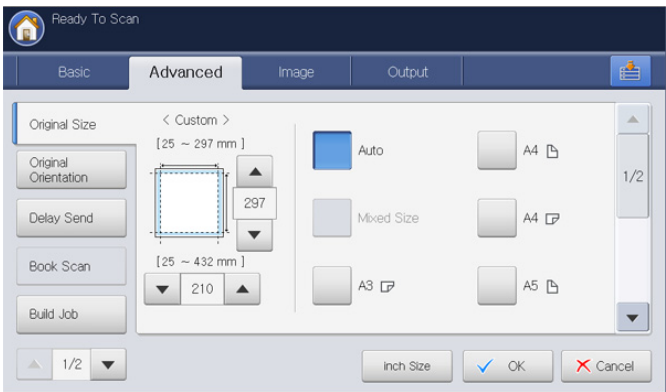 Ready To Scan
Basic
Advanced
Image
Output
Original Size
Original
Orientation
Delay Send
Book Scan
Build Job
1/2
< Custom >
[25 ~ 297 mm ]
297
[25 ~ 432 mm ]
210
Auto
A4
Mixed Size
A4
A3
A5
1/2
inch Size
OK
Cancel